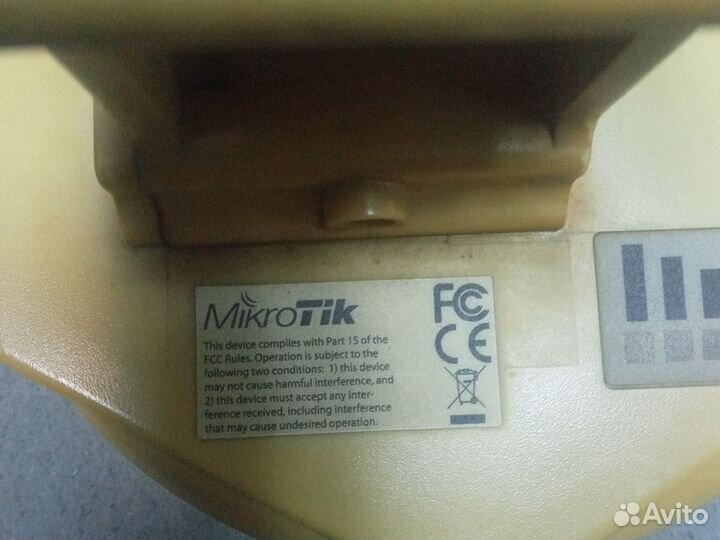 MikroTik
FC
CE
This device complies with Part 15 of the
FCC Rules. Operation is subject to the
following two conditions: 1) this device
may not cause harmful interference, and
2) this device must accept any inter-
ference received, including interference
that may cause undesired operation.
Avito